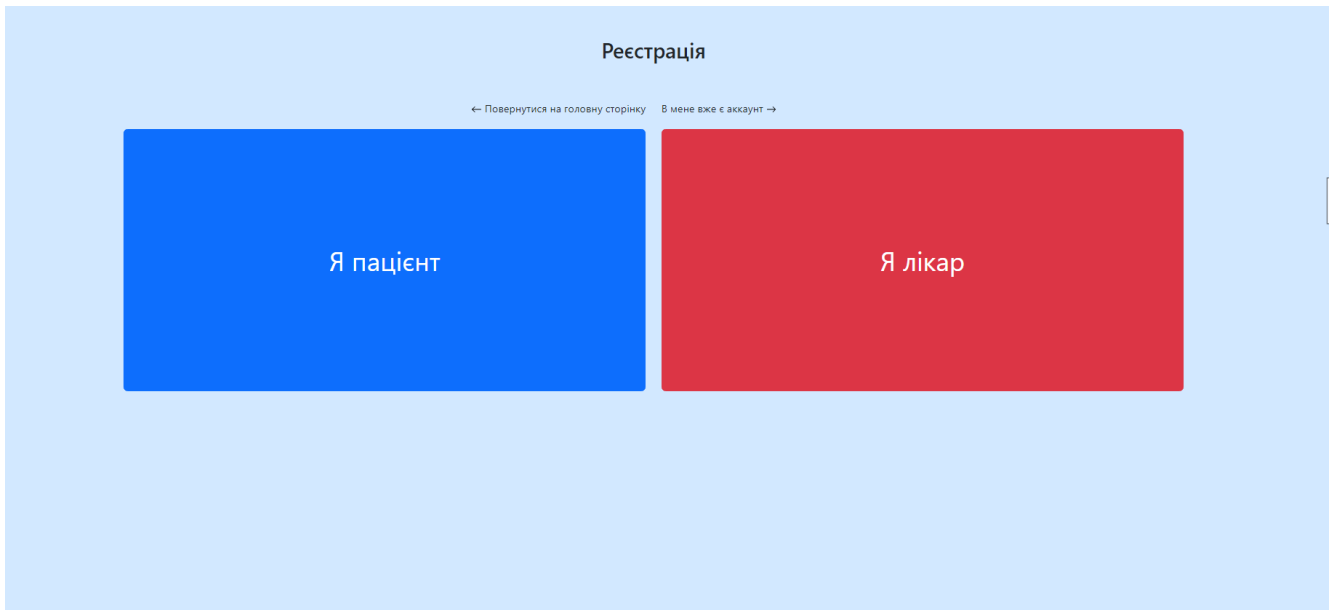 Реєстрація
← Повернутися на головну сторінку В мене вже є аккаунт →
Я пацієнт
Я лікар